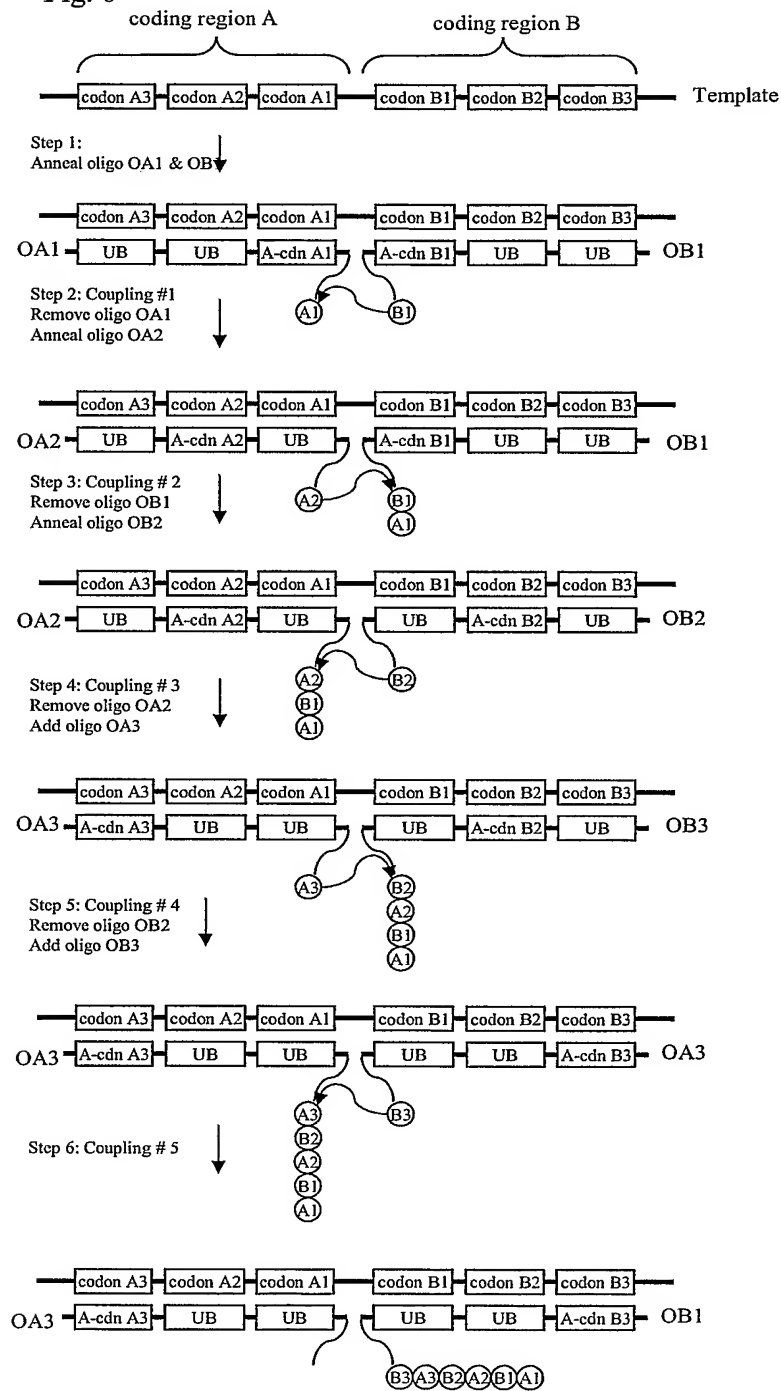 coding region A coding region B
codon A3 codon A2 codon A1 codon B1 codon B2 codon B3 Template
Step 1:
Anneal oligo OA1 & OB
codon A3 codon A2 codon A1 codon B1 codon B2 codon B3
OA1 UB UB A-cdn A1 A-cdn B1 UB UB OB1
Step 2: Coupling #1
Remove oligo OA1
Anneal oligo OA2
A1 B1
codon A3 codon A2 codon A1 codon B1 codon B2 codon B3
OA2 UB A-cdn A2 UB A-cdn B1 UB UB OB1
Step 3: Coupling # 2
Remove oligo OB1
Anneal oligo OB2
A2 B1
A1
codon A3 codon A2 codon A1 codon B1 codon B2 codon B3
OA2 UB A-cdn A2 UB UB A-cdn B2 UB OB2
Step 4: Coupling # 3
Remove oligo OA2
Add oligo OA3
A2 B2
B1
A1
codon A3 codon A2 codon A1 codon B1 codon B2 codon B3
OA3 A-cdn A3 UB UB UB A-cdn B2 UB OB3
Step 5: Coupling # 4
Remove oligo OB2
Add oligo OB3
A3 B2
A2
B1
A1
codon A3 codon A2 codon A1 codon B1 codon B2 codon B3
OA3 A-cdn A3 UB UB UB UB A-cdn B3 OA3
Step 6: Coupling # 5
A3 B3
B2
A2
B1
A1
codon A3 codon A2 codon A1 codon B1 codon B2 codon B3
OA3 A-cdn A3 UB UB UB UB A-cdn B3 OB1
B3 A3 B2 A2 B1 A1